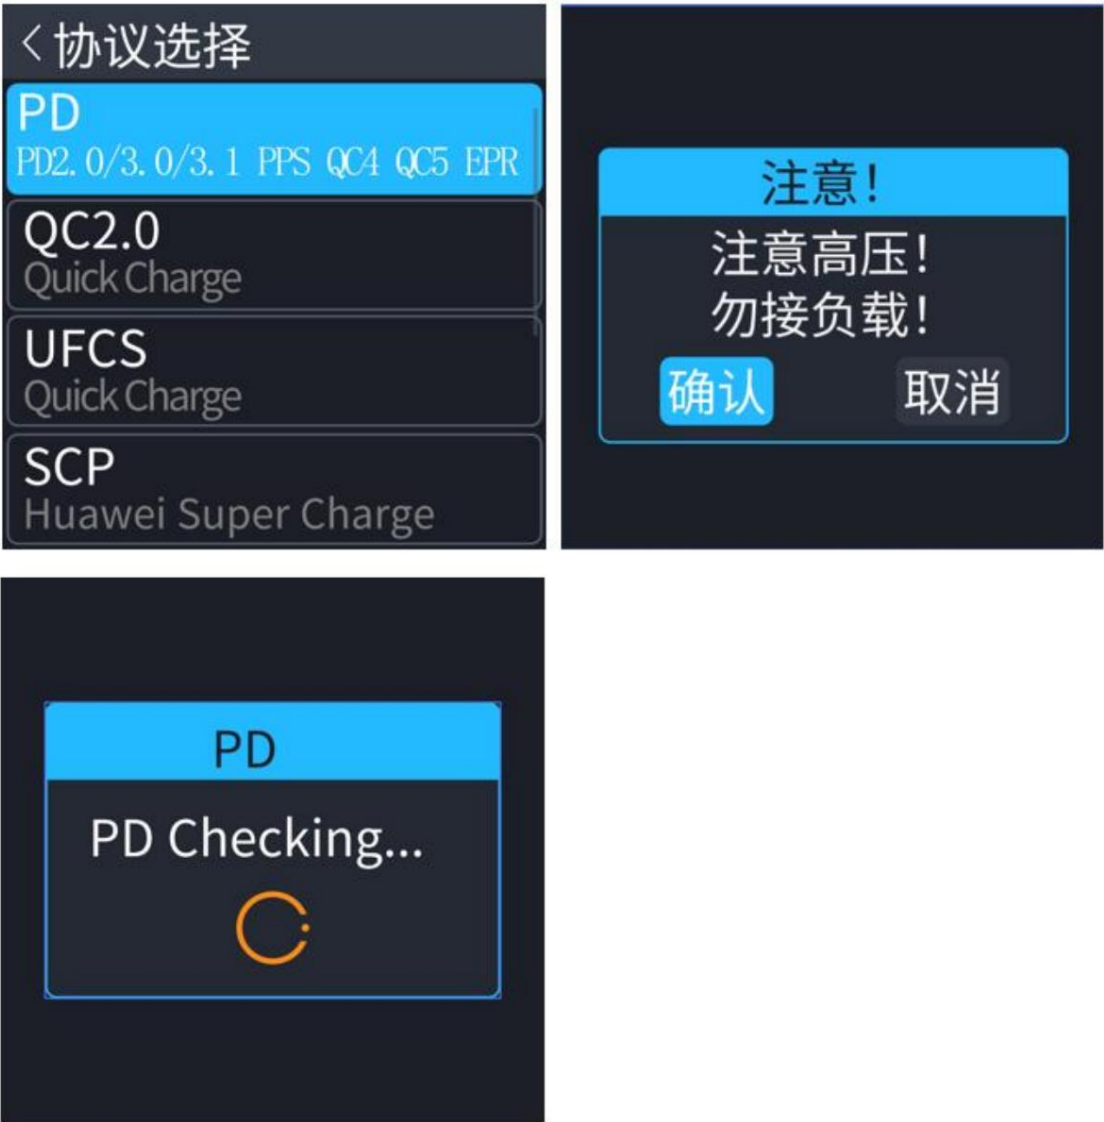 <协议选择
PD
PD2.0/3.0/3.1 PPS QC4 QC5 EPR
QC2.0
Quick Charge
UFCS
Quick Charge
SCP
Huawei Super Charge
注意!
注意高压!
勿接负载!
确认 取消
PD
PD Checking...